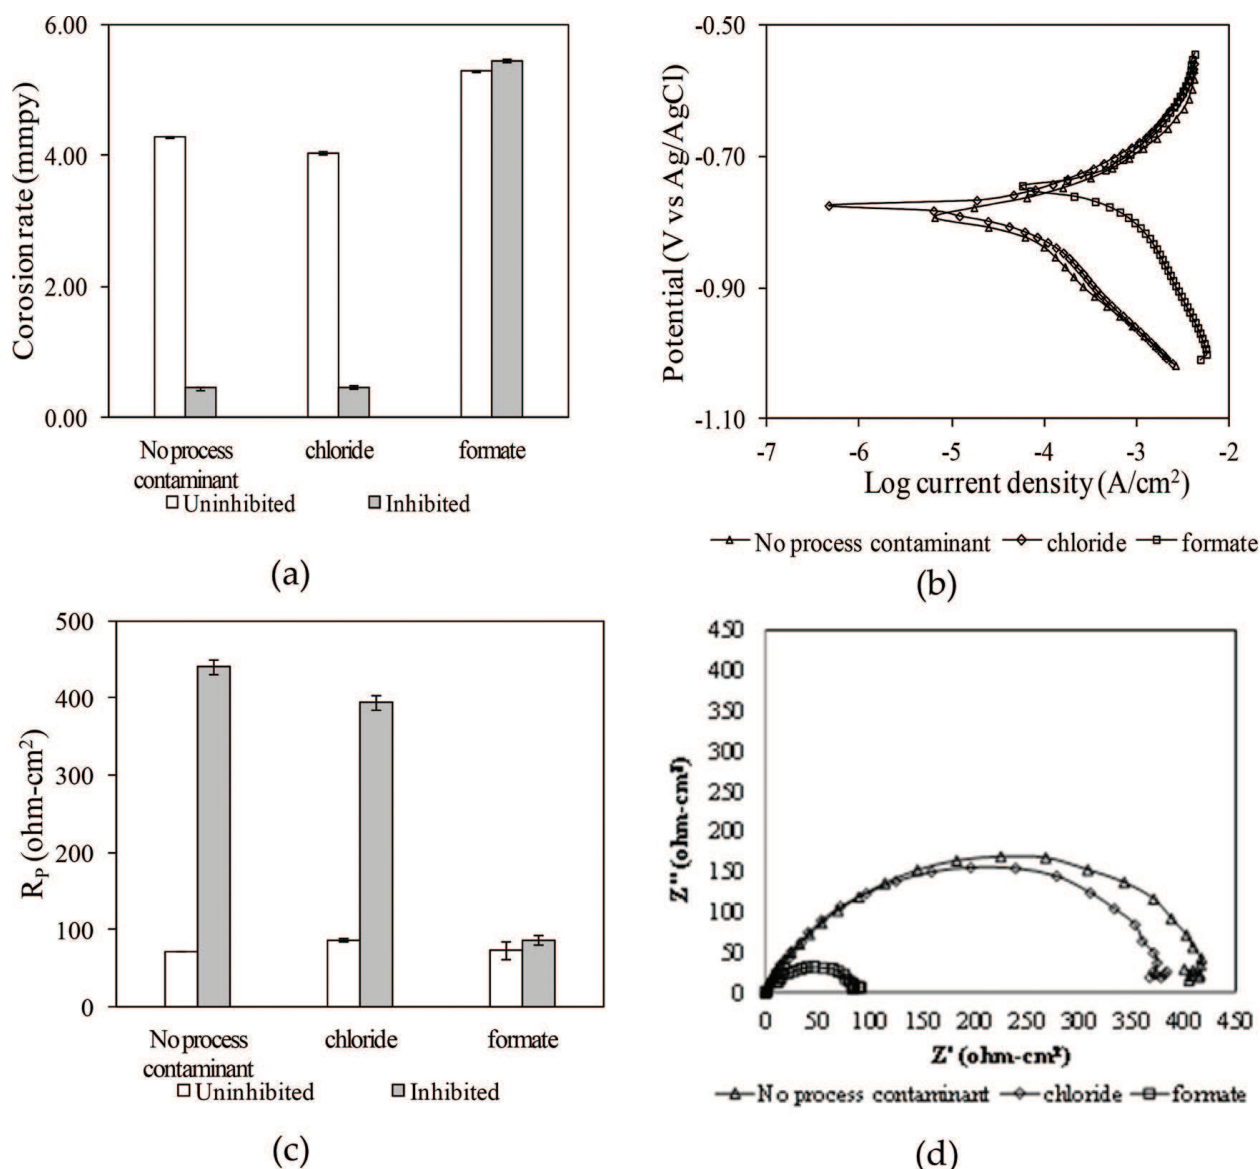 6.00
4.00
2.00
0.00
Corosion rate (mmpy)
No process
contaminant
chloride
formate
Uninhibited
Inhibited
(a)
-0.50
-0.70
-0.90
-1.10
Potential (V vs Ag/AgCl)
-7
-6
-5
-4
-3
-2
Log current density (A/cm²)
No process contaminant
chloride
formate
(b)
500
400
300
200
100
0
Rₚ (ohm-cm²)
No process
contaminant
chloride
formate
Uninhibited
Inhibited
(c)
450
400
350
300
250
200
150
100
50
0
Z'' (ohm-cm²)
0
50
100
150
200
250
300
350
400
450
Z' (ohm-cm²)
No process contaminant
chloride
formate
(d)